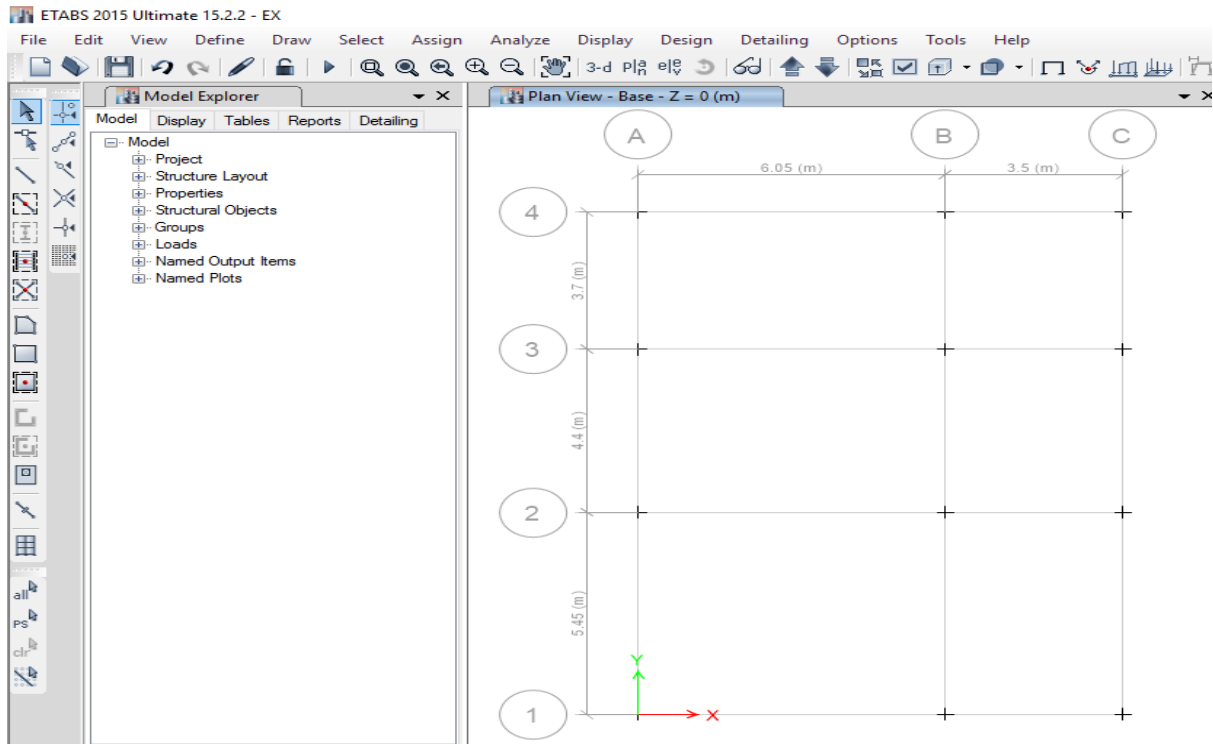 ETABS 2015 Ultimate 15.2.2 - EX
File Edit View Define Draw Select Assign Analyze Display Design Detailing Options Tools Help
3-d
Model Explorer
Plan View - Base - Z = 0 (m)
Model Display Tables Reports Detailing
Model
Project
Structure Layout
Properties
Structural Objects
Groups
Loads
Named Output Items
Named Plots
all
PS
clr
A B C
6.05 (m) 3.5 (m)
4
3.7 (m)
3
4.4 (m)
2
5.45 (m)
Y
1
X